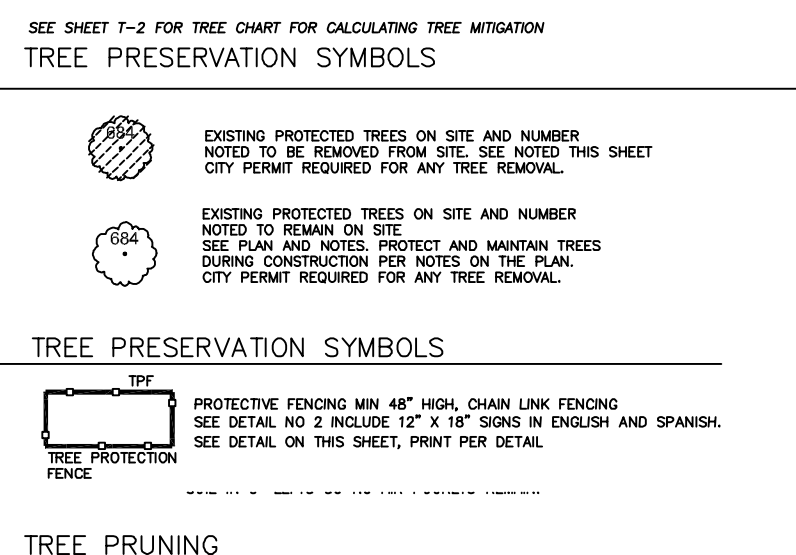 SEE SHEET T-2 FOR TREE CHART FOR CALCULATING TREE MITIGATION
TREE PRESERVATION SYMBOLS
684
EXISTING PROTECTED TREES ON SITE AND NUMBER
NOTED TO BE REMOVED FROM SITE. SEE NOTED THIS SHEET
CITY PERMIT REQUIRED FOR ANY TREE REMOVAL.
684
EXISTING PROTECTED TREES ON SITE AND NUMBER
NOTED TO REMAIN ON SITE
SEE PLAN AND NOTES. PROTECT AND MAINTAIN TREES
DURING CONSTRUCTION PER NOTES ON THE PLAN.
CITY PERMIT REQUIRED FOR ANY TREE REMOVAL.
TREE PRESERVATION SYMBOLS
TPF
PROTECTIVE FENCING MIN 48" HIGH, CHAIN LINK FENCING
SEE DETAIL NO 2 INCLUDE 12" X 18" SIGNS IN ENGLISH AND SPANISH.
SEE DETAIL ON THIS SHEET, PRINT PER DETAIL
TREE PROTECTION
FENCE
TREE PRUNING